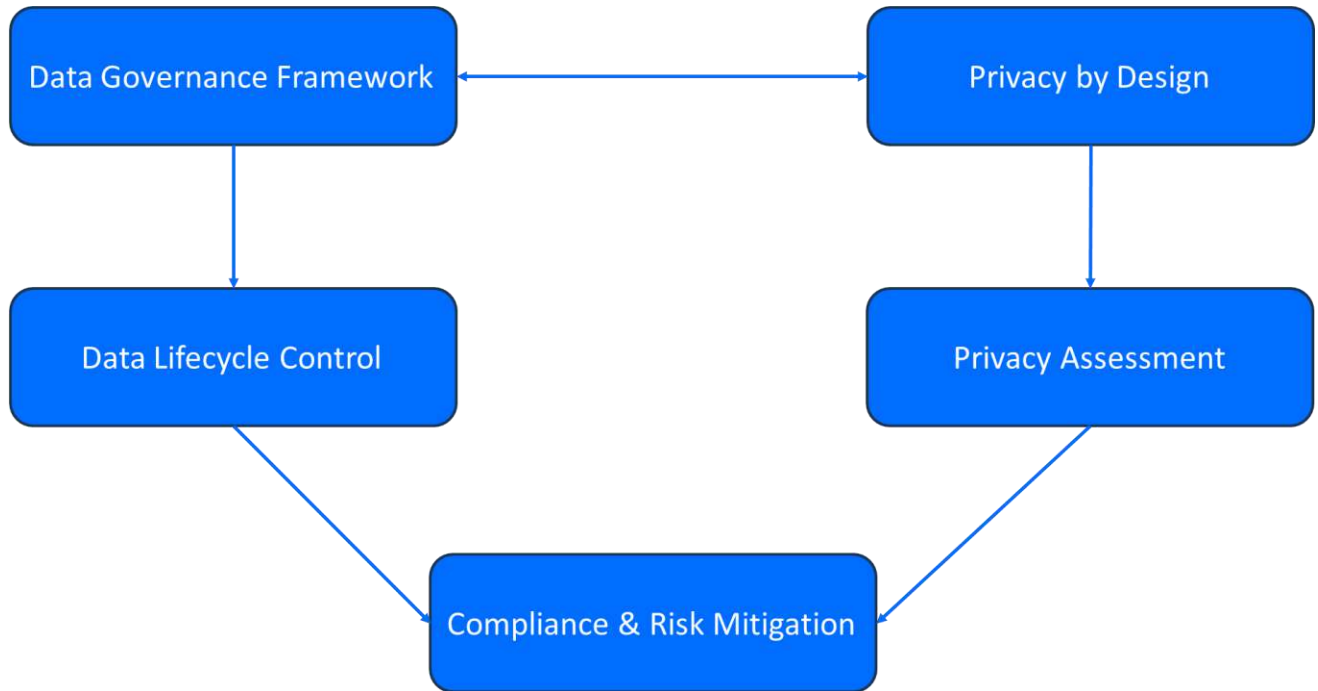 Data Governance Framework
Privacy by Design
Data Lifecycle Control
Privacy Assessment
Compliance & Risk Mitigation